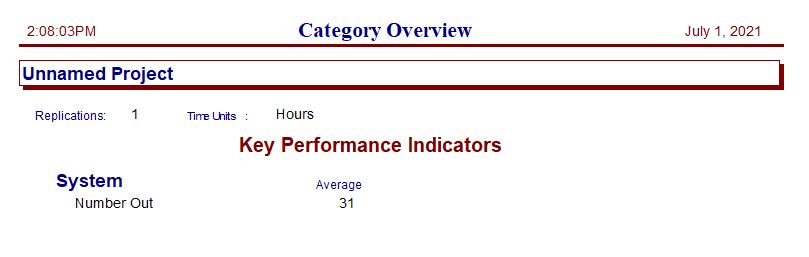 2:08:03PM Category Overview July 1, 2021
Unnamed Project
Replications: 1 Time Units : Hours
Key Performance Indicators
System Average
Number Out 31